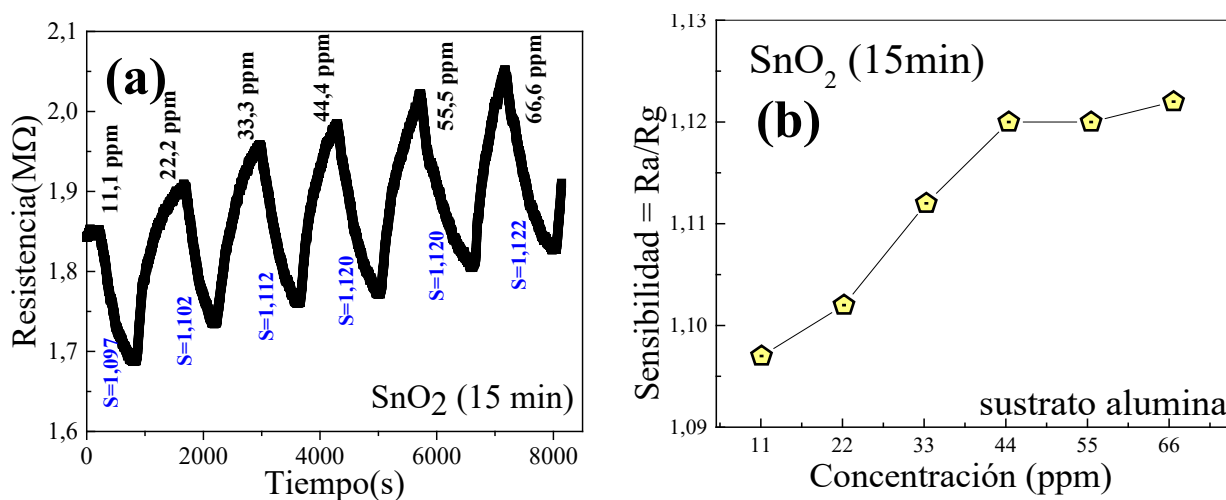 (a)
11,1 ppm
22,2 ppm
33,3 ppm
44,4 ppm
55,5 ppm
66,6 ppm
S=1,097
S=1,102
S=1,112
S=1,120
S=1,120
S=1,122
SnO₂ (15 min)
2,1
2,0
1,9
1,8
1,7
1,6
Resistencia(MΩ)
0 2000 4000 6000 8000
Tiempo(s)
SnO₂ (15min)
(b)
1,13
1,12
1,11
1,10
1,09
Sensibilidad = Ra/Rg
sustrato alumina
11 22 33 44 55 66
Concentración (ppm)